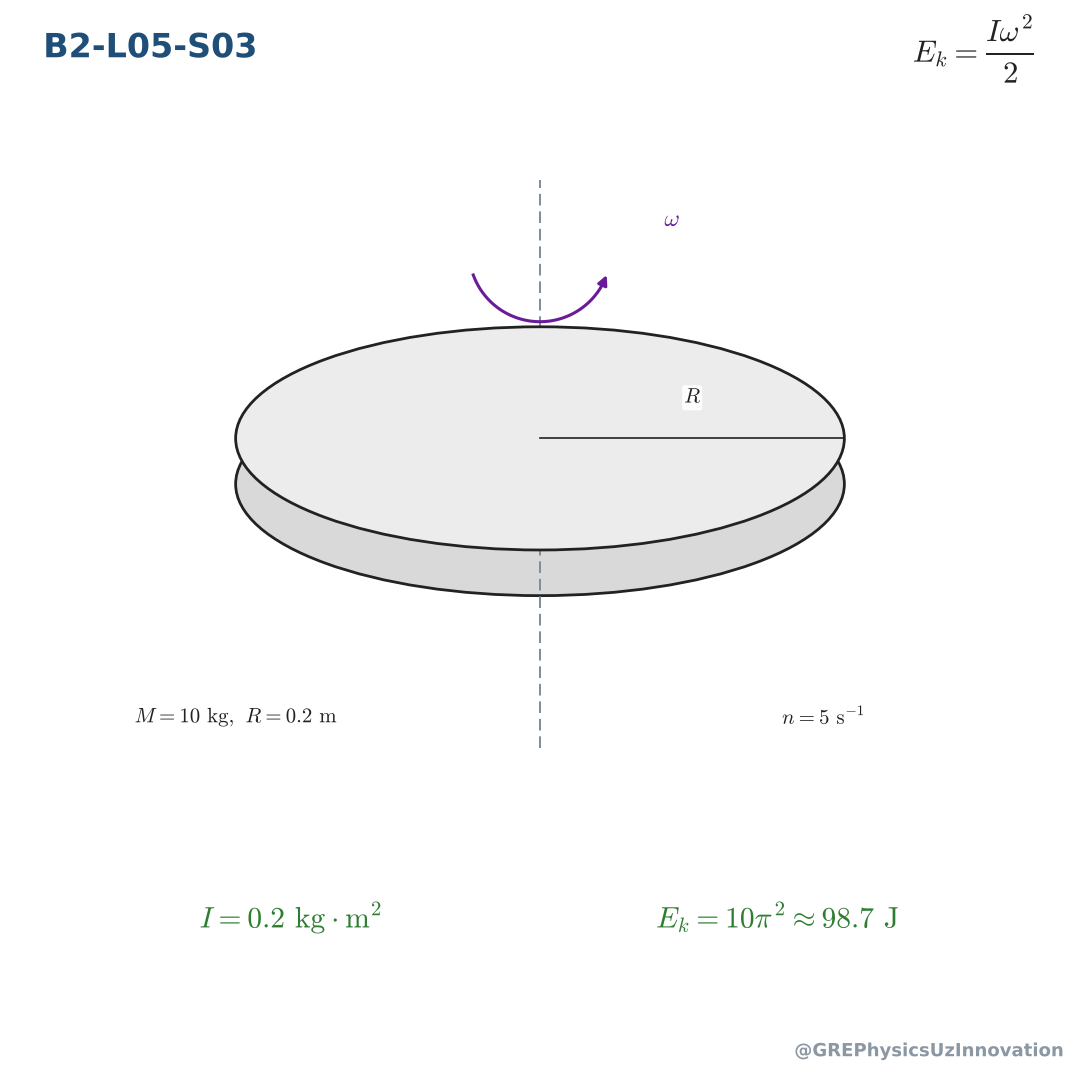 B2-L05-S03
E_k = \frac{Iω^2}{2}
ω
R
M = 10 kg, R = 0.2 m
n = 5 s^{-1}
I = 0.2 kg · m^2
E_k = 10π^2 ≈ 98.7 J
@GREPhysicsUzInnovation